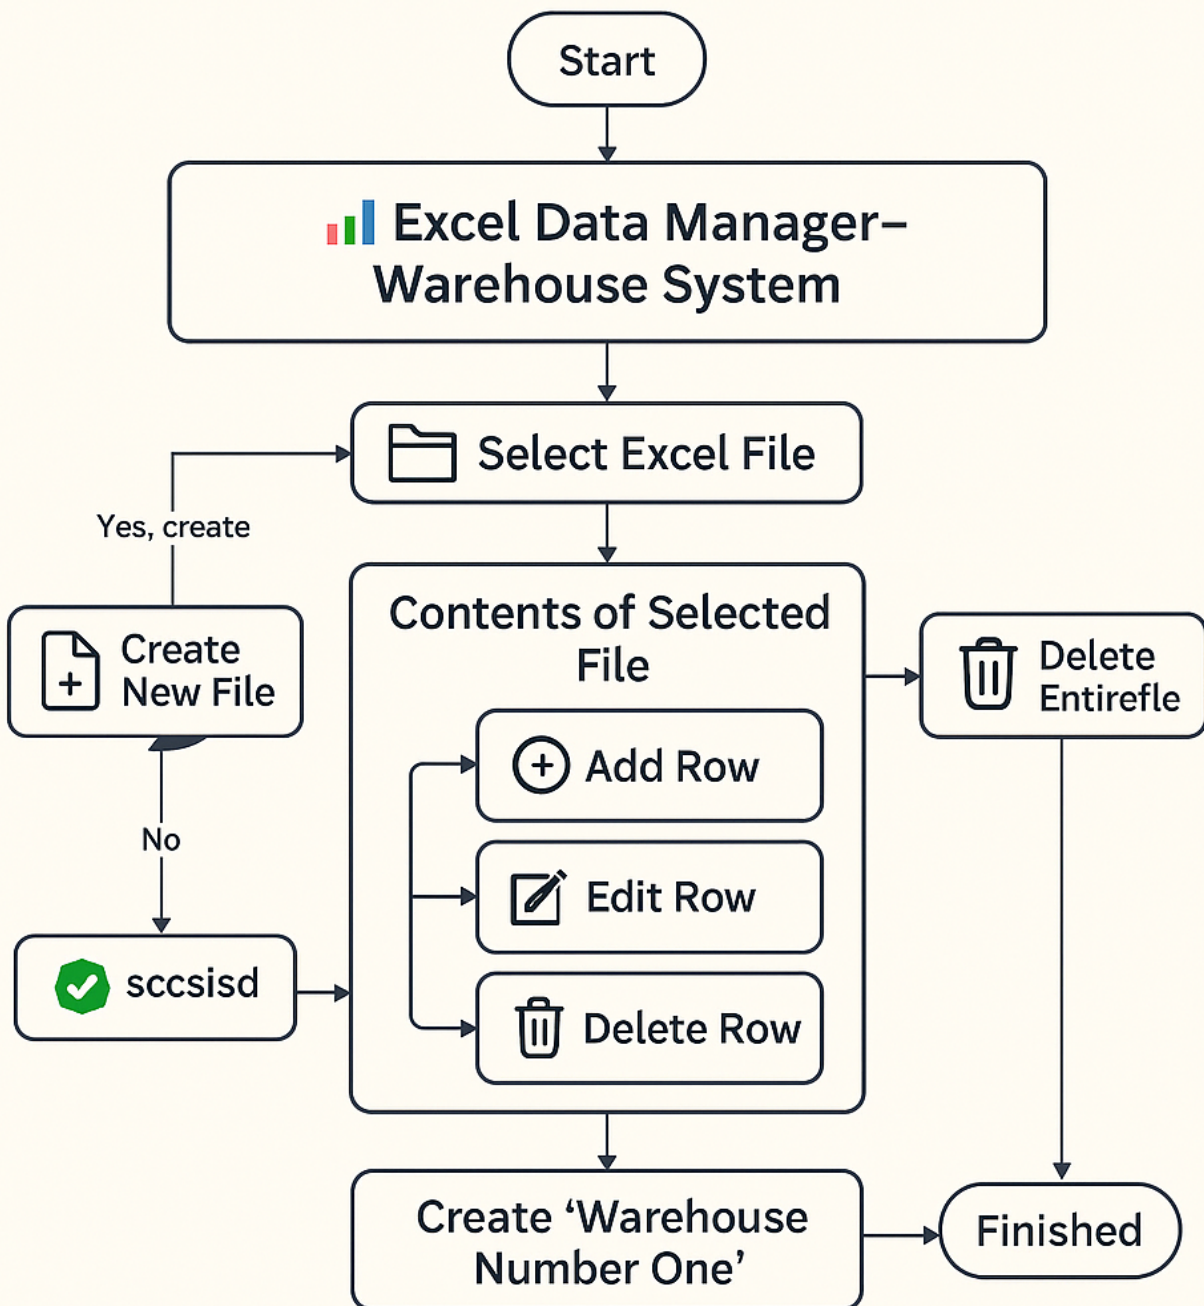 Start
Excel Data Manager–
Warehouse System
Select Excel File
Yes, create
Contents of Selected
File
Create
New File
Delete
Entirefle
Add Row
No
Edit Row
sccsisd
Delete Row
Create ‘Warehouse
Number One’
Finished